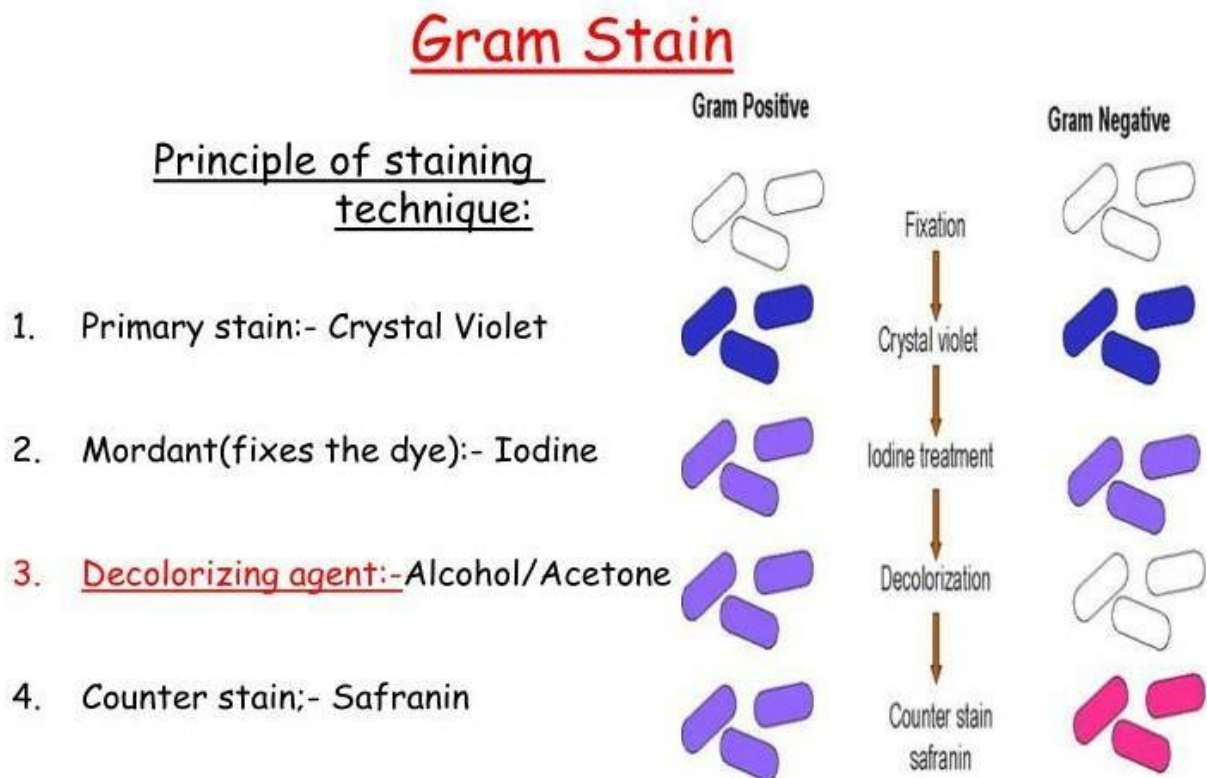 Gram Stain
Principle of staining
technique:
1. Primary stain:- Crystal Violet
2. Mordant(fixes the dye):- Iodine
3. Decolorizing agent:-Alcohol/Acetone
4. Counter stain;- Safranin
Gram Positive
Gram Negative
Fixation
Crystal violet
Iodine treatment
Decolorization
Counter stain
safranin